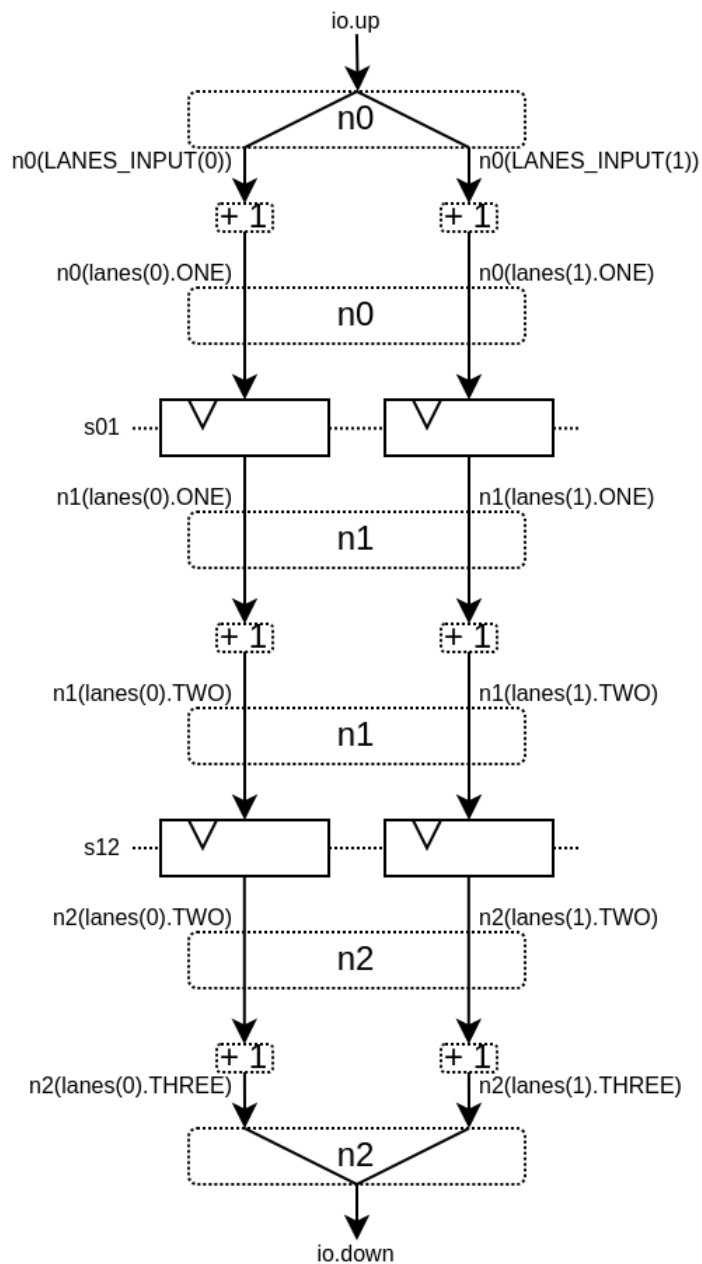 io.up
n0
n0(LANES_INPUT(0)) n0(LANES_INPUT(1))
+ 1 + 1
n0(lanes(0).ONE) n0(lanes(1).ONE)
n0
s01
n1(lanes(0).ONE) n1(lanes(1).ONE)
n1
+ 1 + 1
n1(lanes(0).TWO) n1(lanes(1).TWO)
n1
s12
n2(lanes(0).TWO) n2(lanes(1).TWO)
n2
+ 1 + 1
n2(lanes(0).THREE) n2(lanes(1).THREE)
n2
io.down